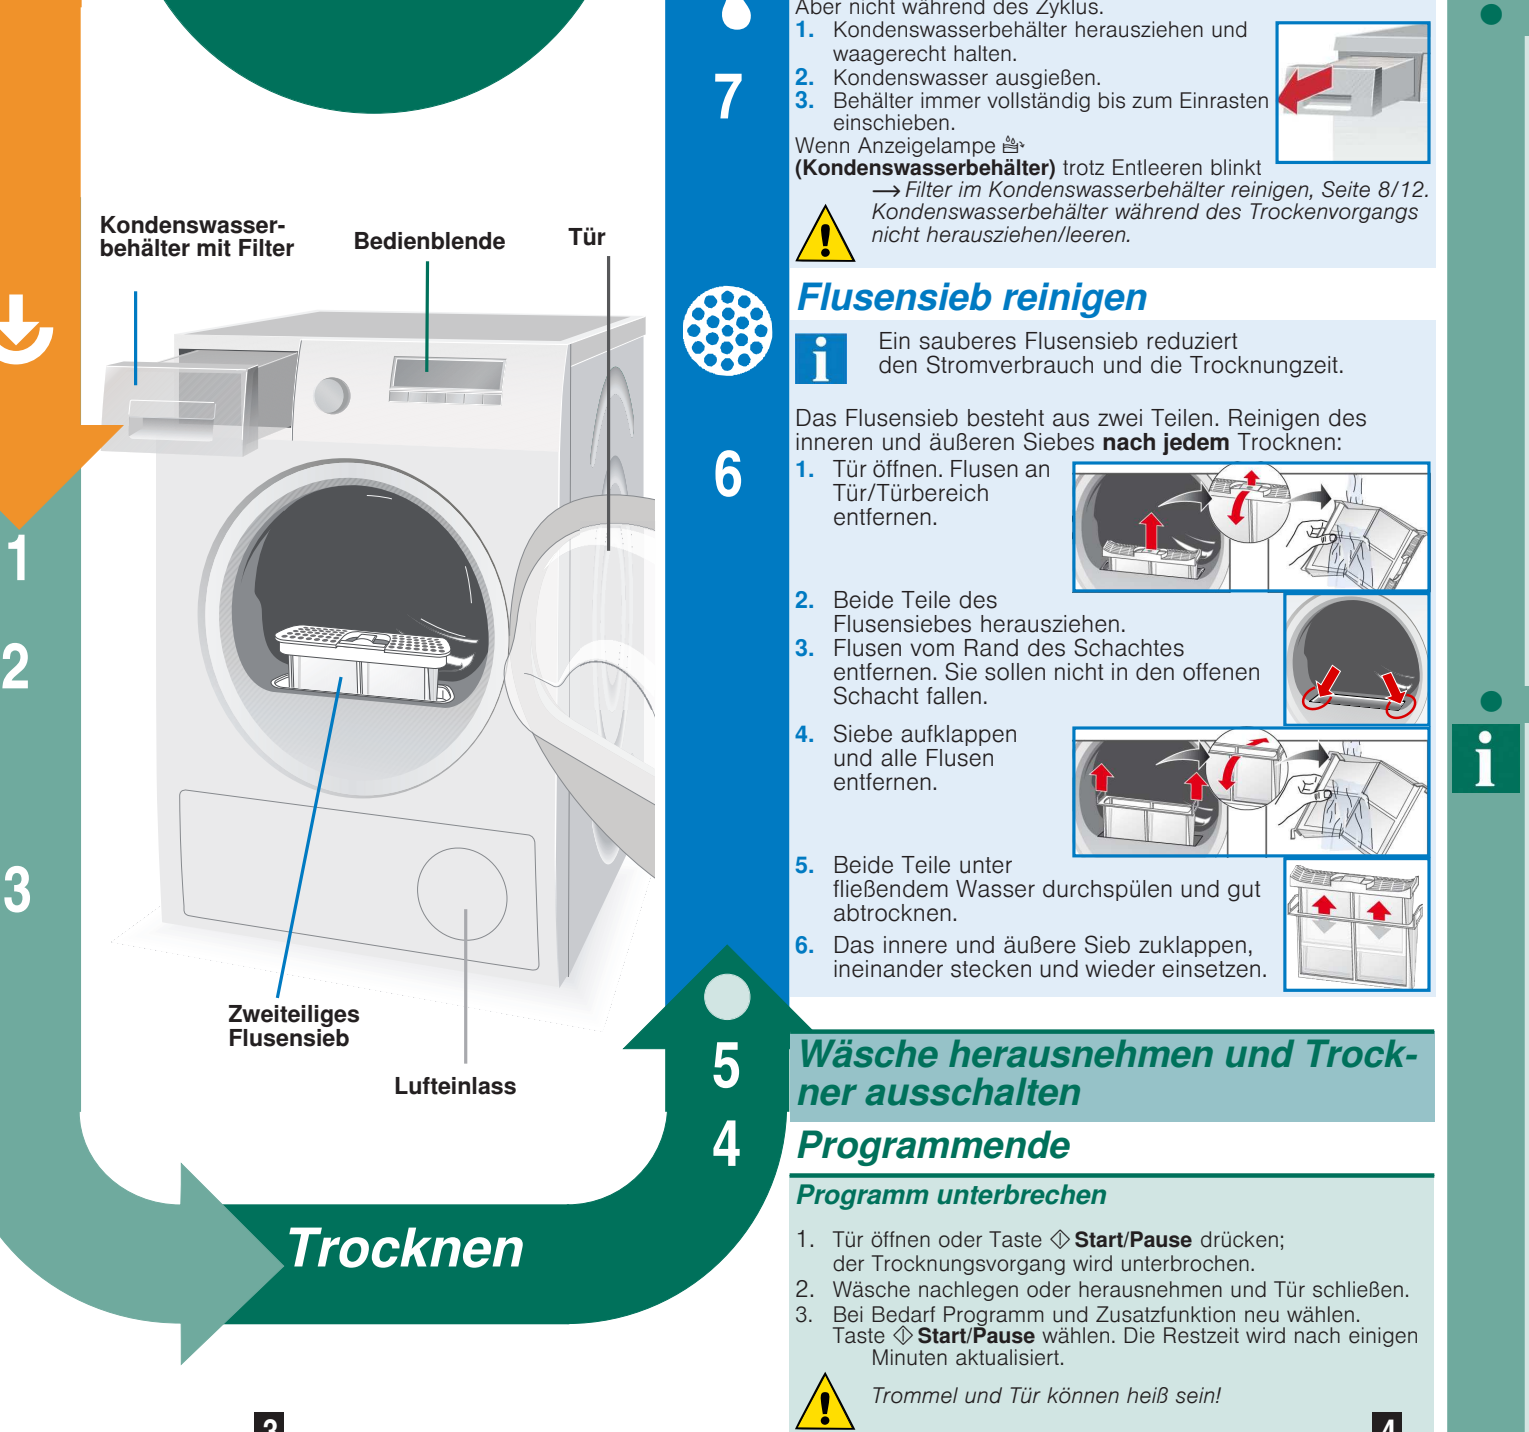 Kondenswasser-
behälter mit Filter
Bedienblende
Tür
Zweiteiliges
Flusensieb
Lufteinlass
1
2
3
Trocknen
3
7
6
5
4
Aber nicht während des Zyklus.
1. Kondenswasserbehälter herausziehen und
waagerecht halten.
2. Kondenswasser ausgießen.
3. Behälter immer vollständig bis zum Einrasten
einschieben.
Wenn Anzeigelampe
(Kondenswasserbehälter) trotz Entleeren blinkt
→ Filter im Kondenswasserbehälter reinigen, Seite 8/12.
Kondenswasserbehälter während des Trockenvorgangs
nicht herausziehen/leeren.
Flusensieb reinigen
i
Ein sauberes Flusensieb reduziert
den Stromverbrauch und die Trocknungzeit.
Das Flusensieb besteht aus zwei Teilen. Reinigen des
inneren und äußeren Siebes nach jedem Trocknen:
1. Tür öffnen. Flusen an
Tür/Türbereich
entfernen.
2. Beide Teile des
Flusensiebes herausziehen.
3. Flusen vom Rand des Schachtes
entfernen. Sie sollen nicht in den offenen
Schacht fallen.
4. Siebe aufklappen
und alle Flusen
entfernen.
5. Beide Teile unter
fließendem Wasser durchspülen und gut
abtrocknen.
6. Das innere und äußere Sieb zuklappen,
ineinander stecken und wieder einsetzen.
Wäsche herausnehmen und Trock-
ner ausschalten
Programmende
Programm unterbrechen
1. Tür öffnen oder Taste Start/Pause drücken;
der Trocknungsvorgang wird unterbrochen.
2. Wäsche nachlegen oder herausnehmen und Tür schließen.
3. Bei Bedarf Programm und Zusatzfunktion neu wählen.
Taste Start/Pause wählen. Die Restzeit wird nach einigen
Minuten aktualisiert.
Trommel und Tür können heiß sein!
4
i